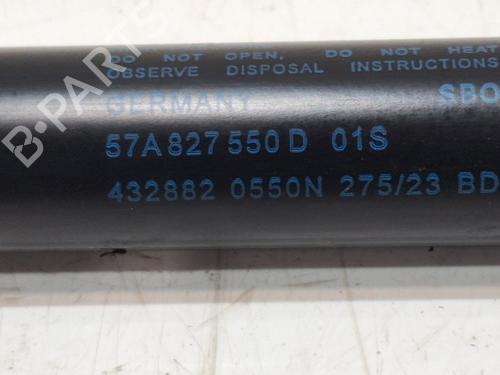 DO NOT OPEN. DO NOT HEAT
OBSERVE DISPOSAL INSTRUCTIONS
GERMANY SBO
57A827550D 01S
432882 0550N 275/23 BD
B-Parts